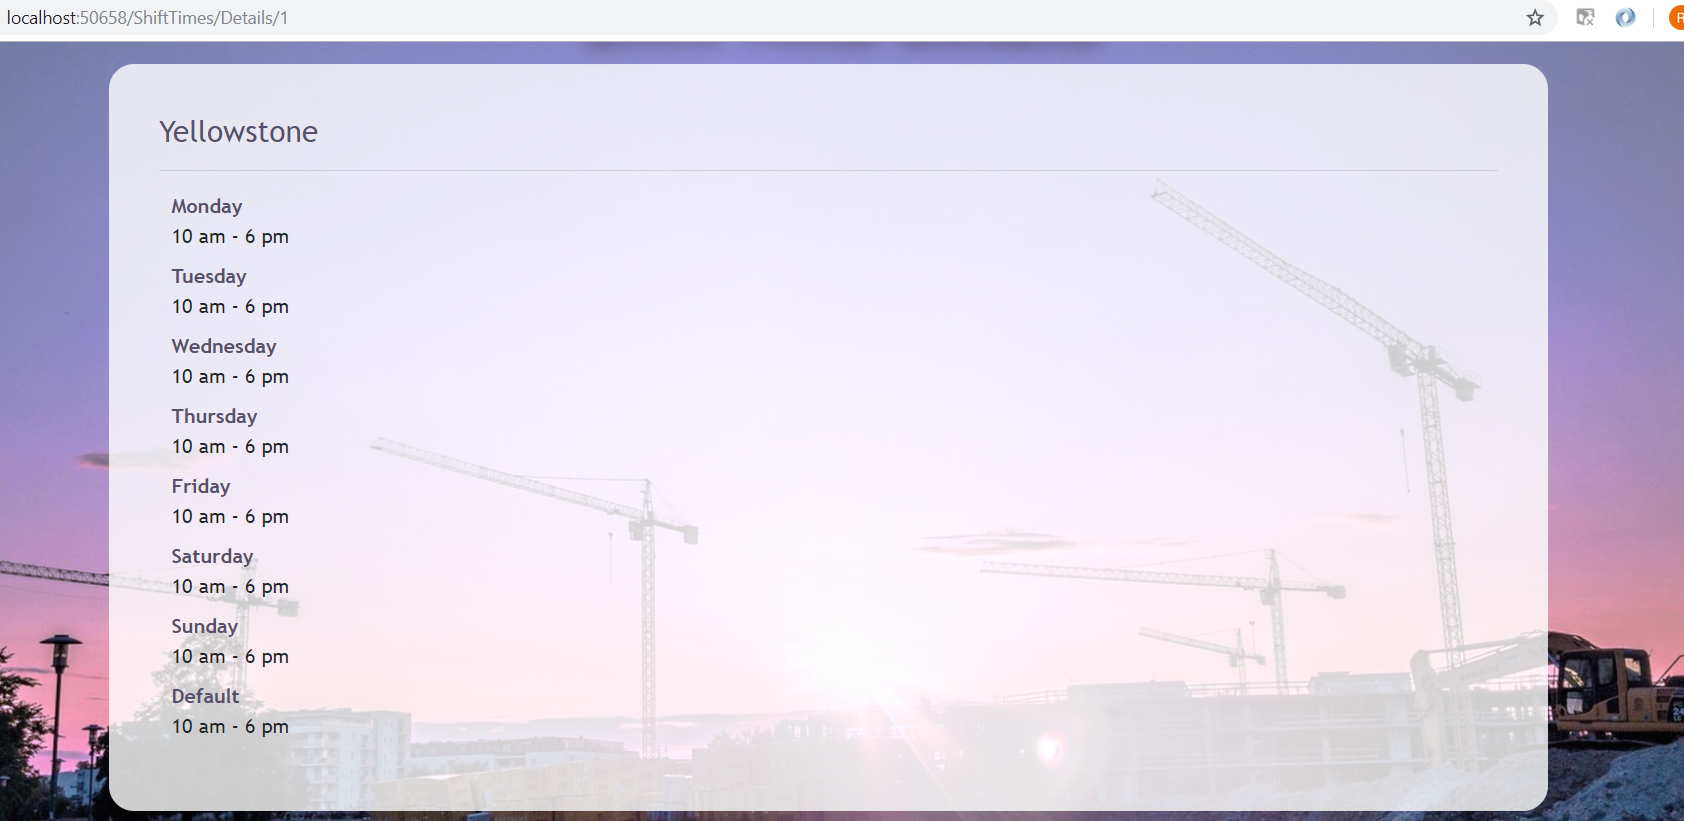 localhost:50658/ShiftTimes/Details/1
R
Yellowstone
Monday
10 am - 6 pm
Tuesday
10 am - 6 pm
Wednesday
10 am - 6 pm
Thursday
10 am - 6 pm
Friday
10 am - 6 pm
Saturday
10 am - 6 pm
Sunday
10 am - 6 pm
Default
10 am - 6 pm